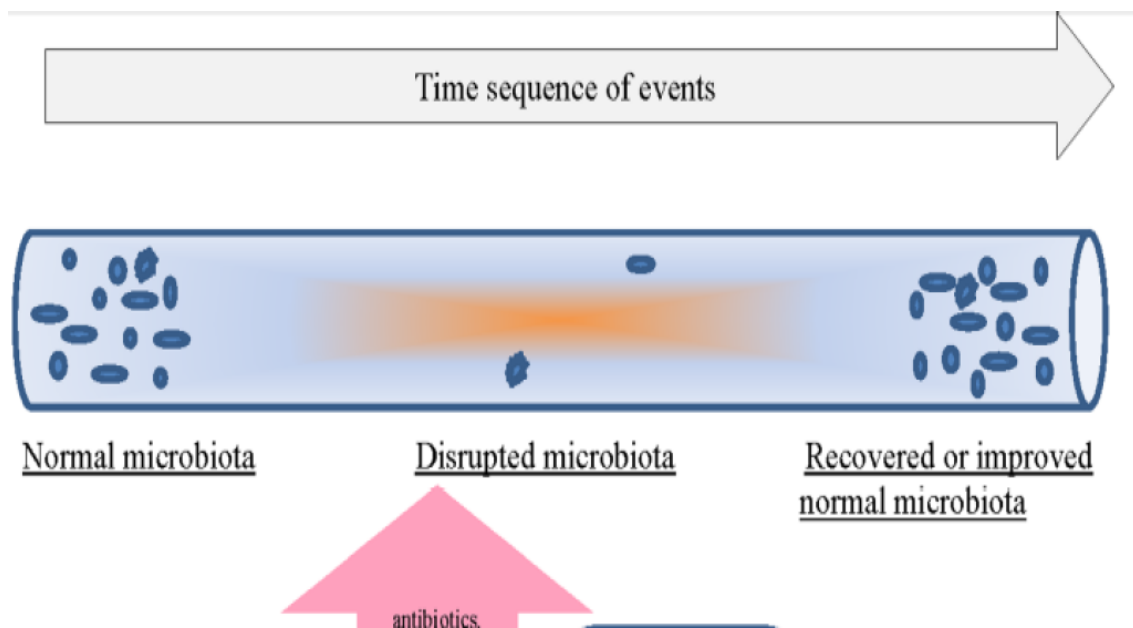 Time sequence of events
Normal microbiota
Disrupted microbiota
Recovered or improved
normal microbiota
antibiotics,